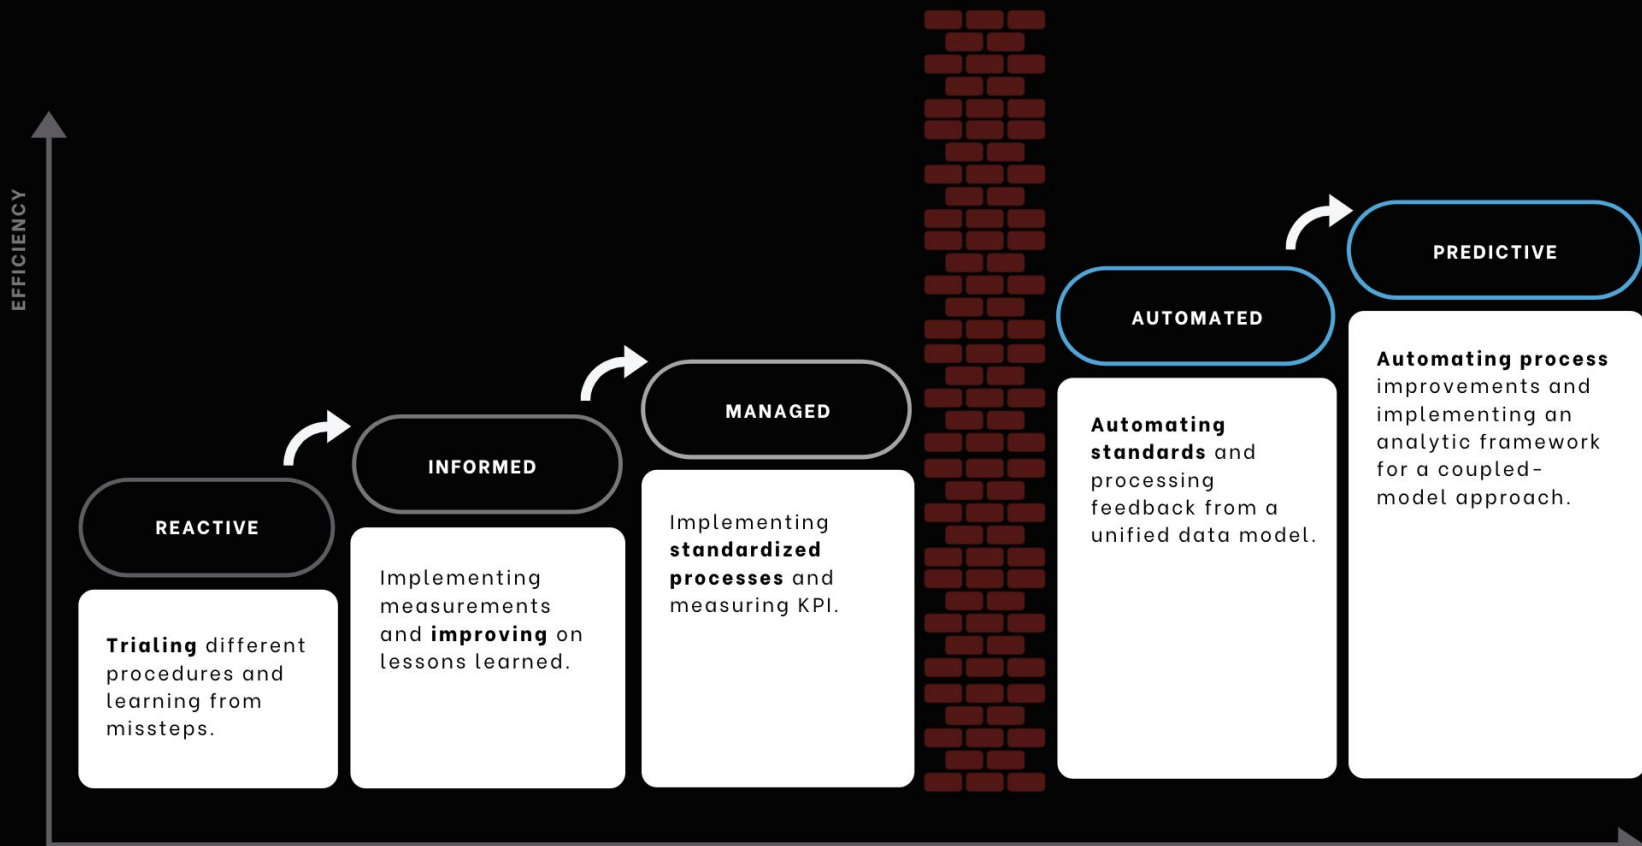 EFFICIENCY
REACTIVE
Trialing different
procedures and
learning from
missteps.
INFORMED
Implementing
measurements
and improving on
lessons learned.
MANAGED
Implementing
standardized
processes and
measuring KPI.
AUTOMATED
Automating
standards and
processing
feedback from a
unified data model.
PREDICTIVE
Automating process
improvements and
implementing an
analytic framework
for a coupled-
model approach.